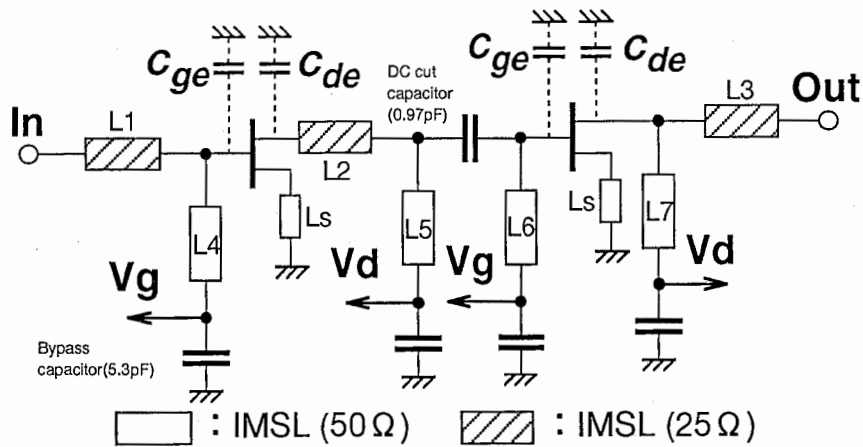 Cge
Cde
DC cut
capacitor
(0.97pF)
Cge
Cde
In
L1
L2
L3
Out
Ls
L4
L5
L6
Ls
L7
Vg
Vd
Vg
Vd
Bypass
capacitor(5.3pF)
: IMSL (50Ω)
: IMSL (25Ω)